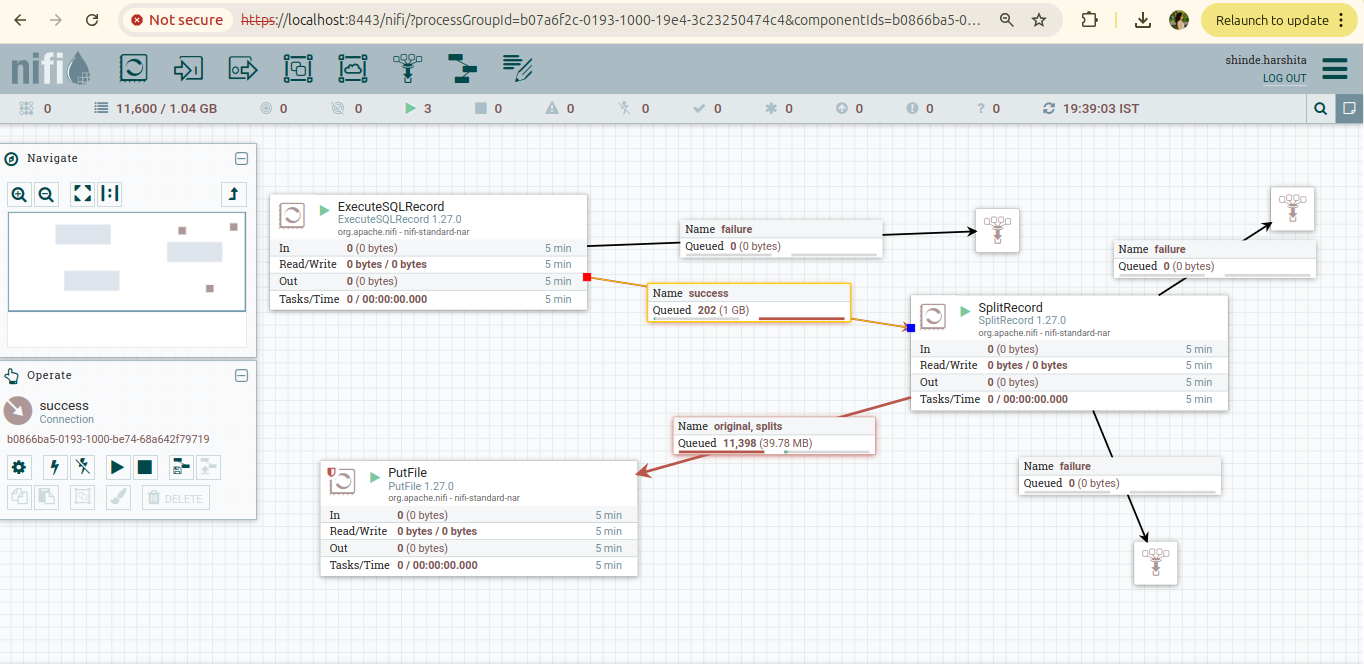 Not secure https://localhost:8443/nifi/?processGroupId=b07a6f2c-0193-1000-19e4-3c23250474c4&componentIds=b0866ba5-0... Relaunch to update
nifi
shinde.harshita
LOG OUT
0 11,600 / 1.04 GB 0 0 3 0 0 0 0 0 0 0 0 19:39:03 IST
Navigate
Operate
success
Connection
b0866ba5-0193-1000-be74-68a642f79719
DELETE
ExecuteSQLRecord
ExecuteSQLRecord 1.27.0
org.apache.nifi - nifi-standard-nar
In 0 (0 bytes) 5 min
Read/Write 0 bytes / 0 bytes 5 min
Out 0 (0 bytes) 5 min
Tasks/Time 0 / 00:00:00.000 5 min
Name failure
Queued 0 (0 bytes)
Name success
Queued 202 (1 GB)
Name failure
Queued 0 (0 bytes)
SplitRecord
SplitRecord 1.27.0
org.apache.nifi - nifi-standard-nar
In 0 (0 bytes) 5 min
Read/Write 0 bytes / 0 bytes 5 min
Out 0 (0 bytes) 5 min
Tasks/Time 0 / 00:00:00.000 5 min
Name original, splits
Queued 11,398 (39.78 MB)
PutFile
PutFile 1.27.0
org.apache.nifi - nifi-standard-nar
In 0 (0 bytes) 5 min
Read/Write 0 bytes / 0 bytes 5 min
Out 0 (0 bytes) 5 min
Tasks/Time 0 / 00:00:00.000 5 min
Name failure
Queued 0 (0 bytes)